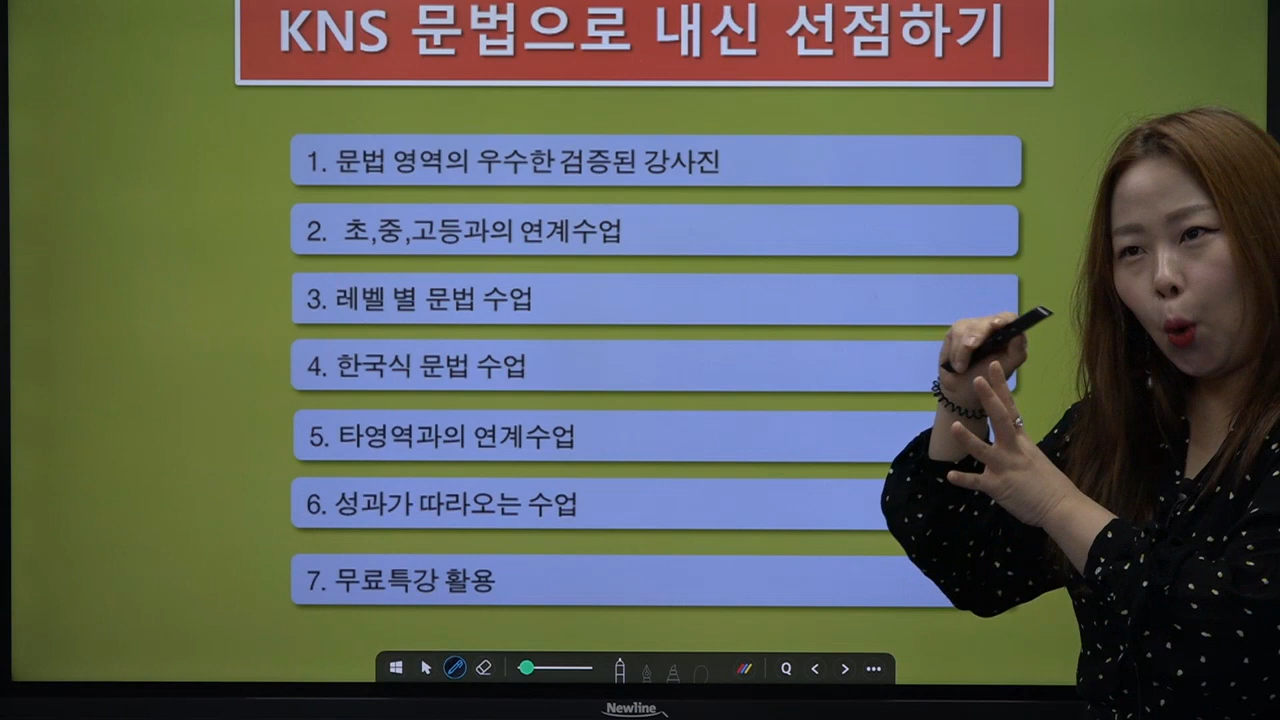 KNS 문법으로 내신 선점하기
1. 문법 영역의 우수한 검증된 강사진
2. 초,중,고등과의 연계수업
3. 레벨 별 문법 수업
4. 한국식 문법 수업
5. 타영역과의 연계수업
6. 성과가 따라오는 수업
7. 무료특강 활용
Newline